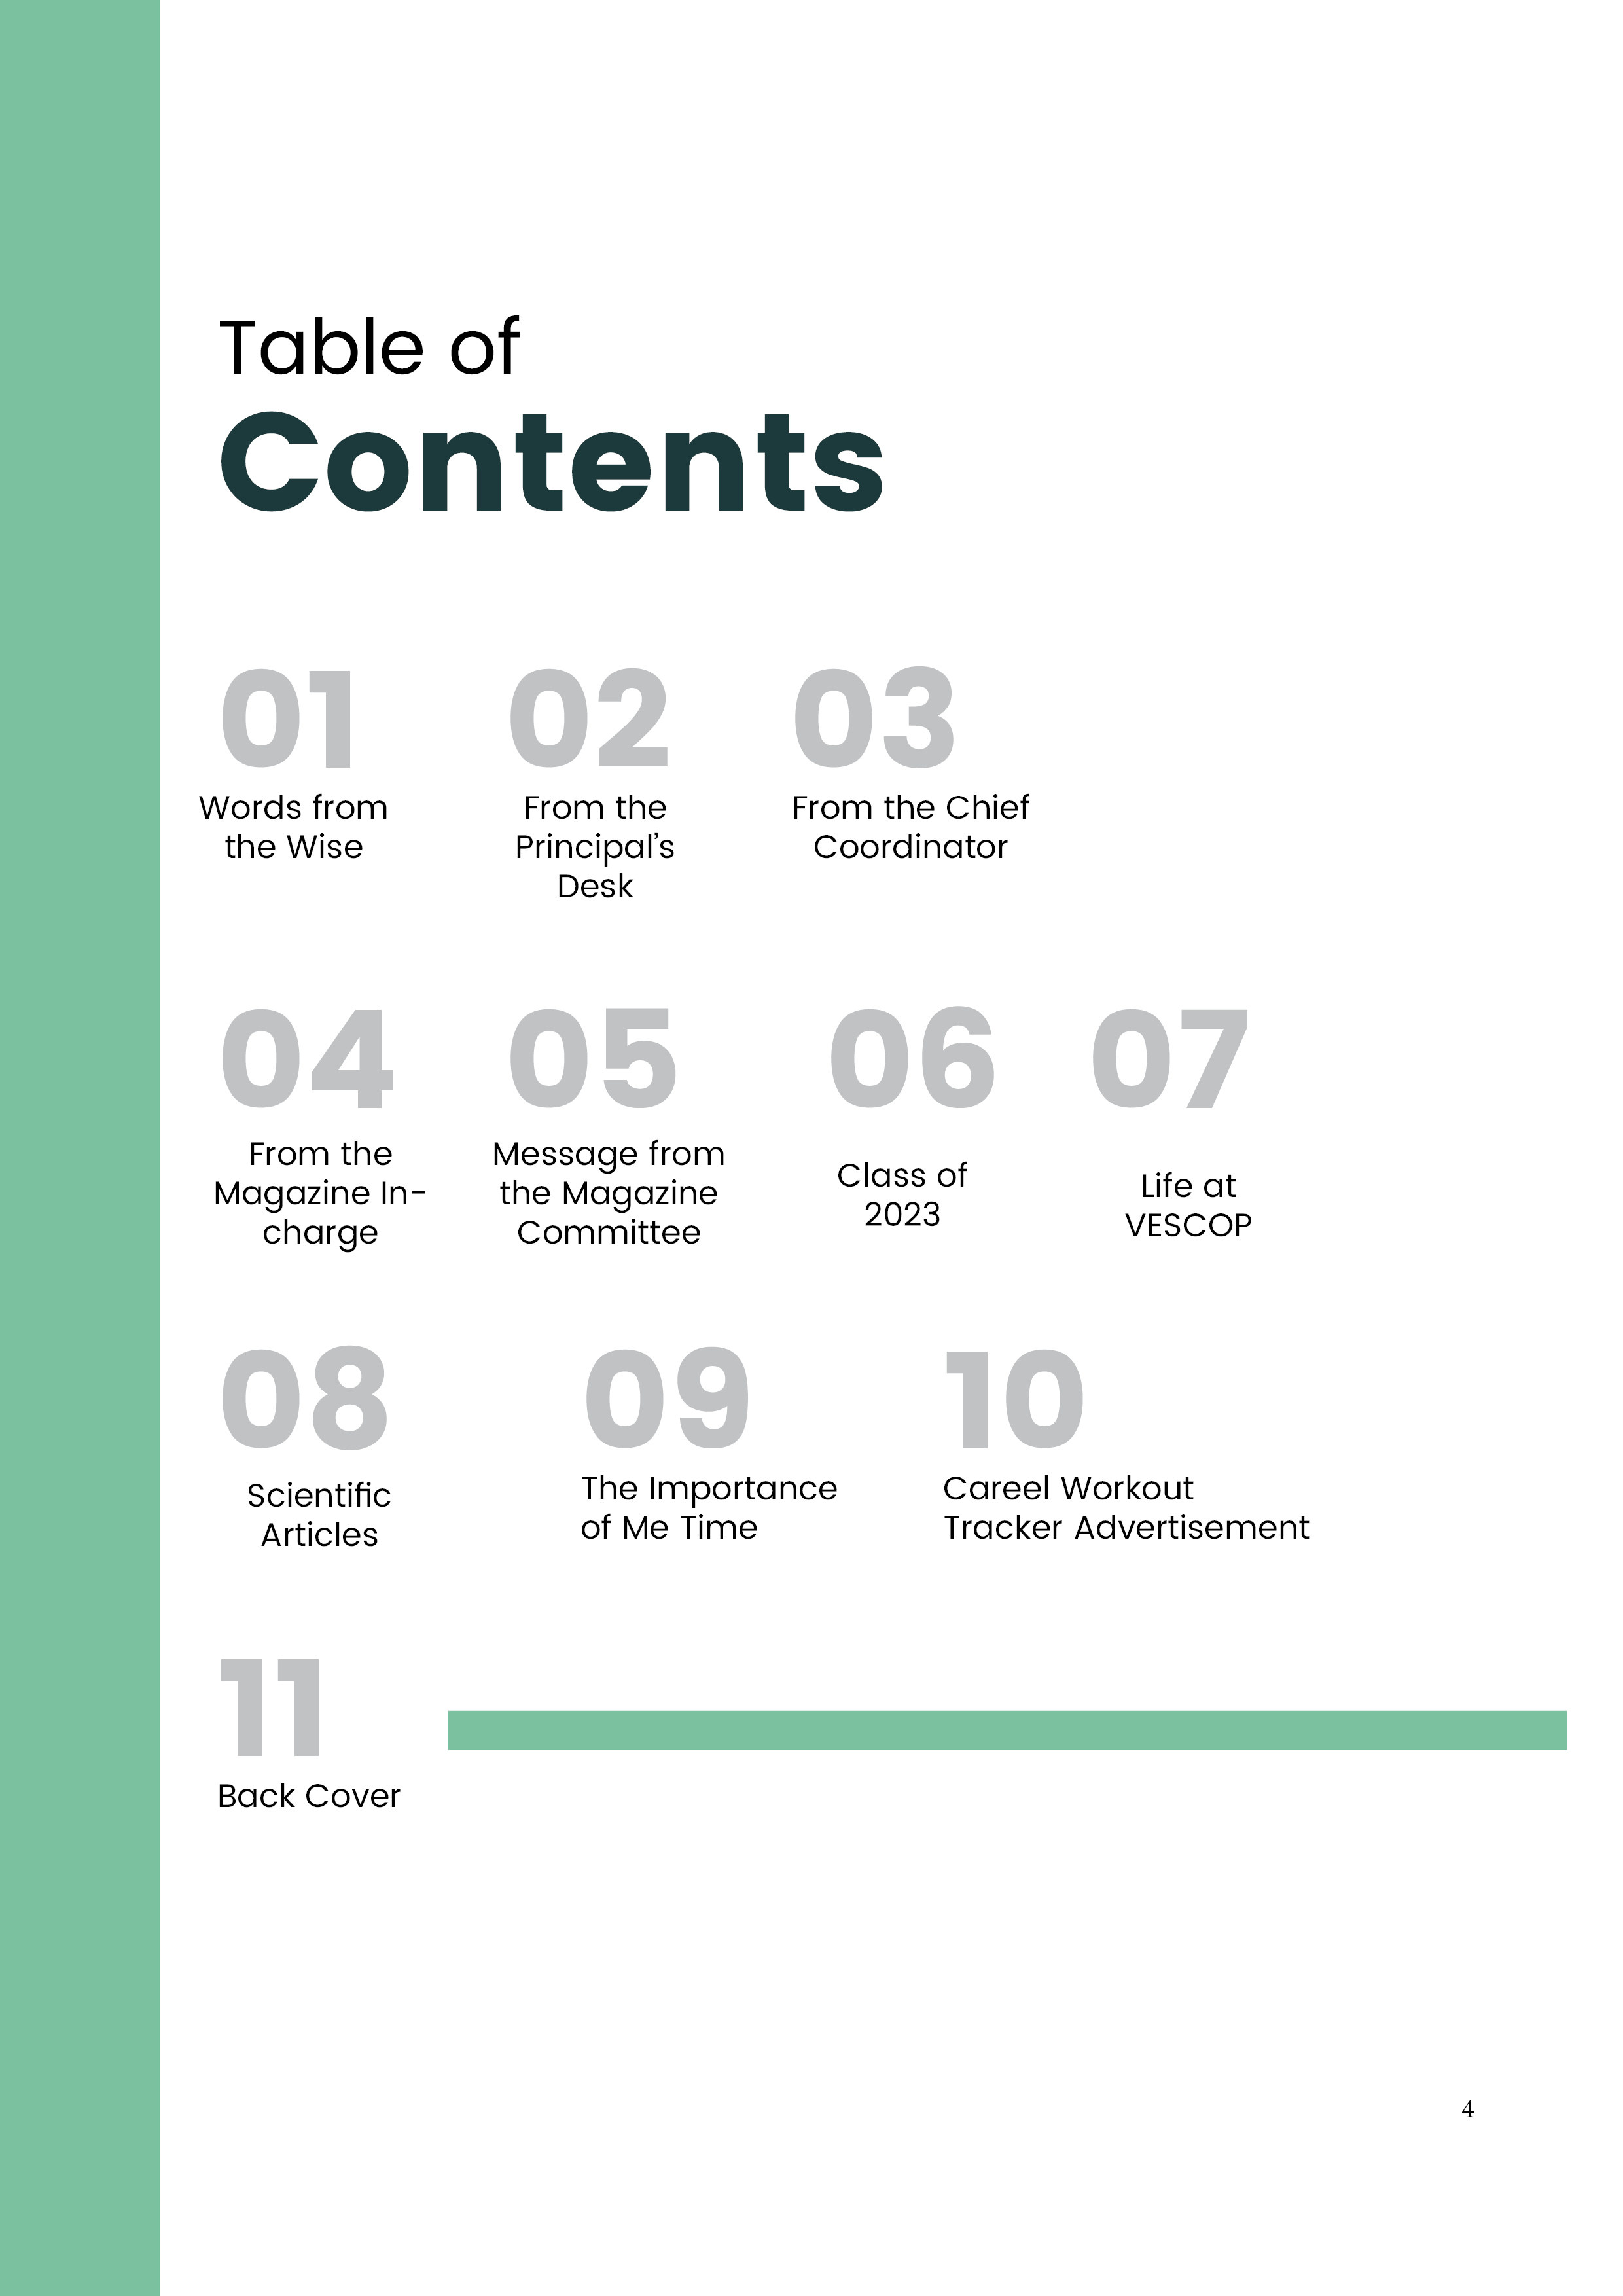 Table of
Contents
01
Words from
the Wise
02
From the
Principal’s
Desk
03
From the Chief
Coordinator
04
From the
Magazine In-
charge
05
Message from
the Magazine
Committee
06
Class of
2023
07
Life at
VESCOP
08
Scientific
Articles
09
The Importance
of Me Time
10
Careel Workout
Tracker Advertisement
11
Back Cover
4